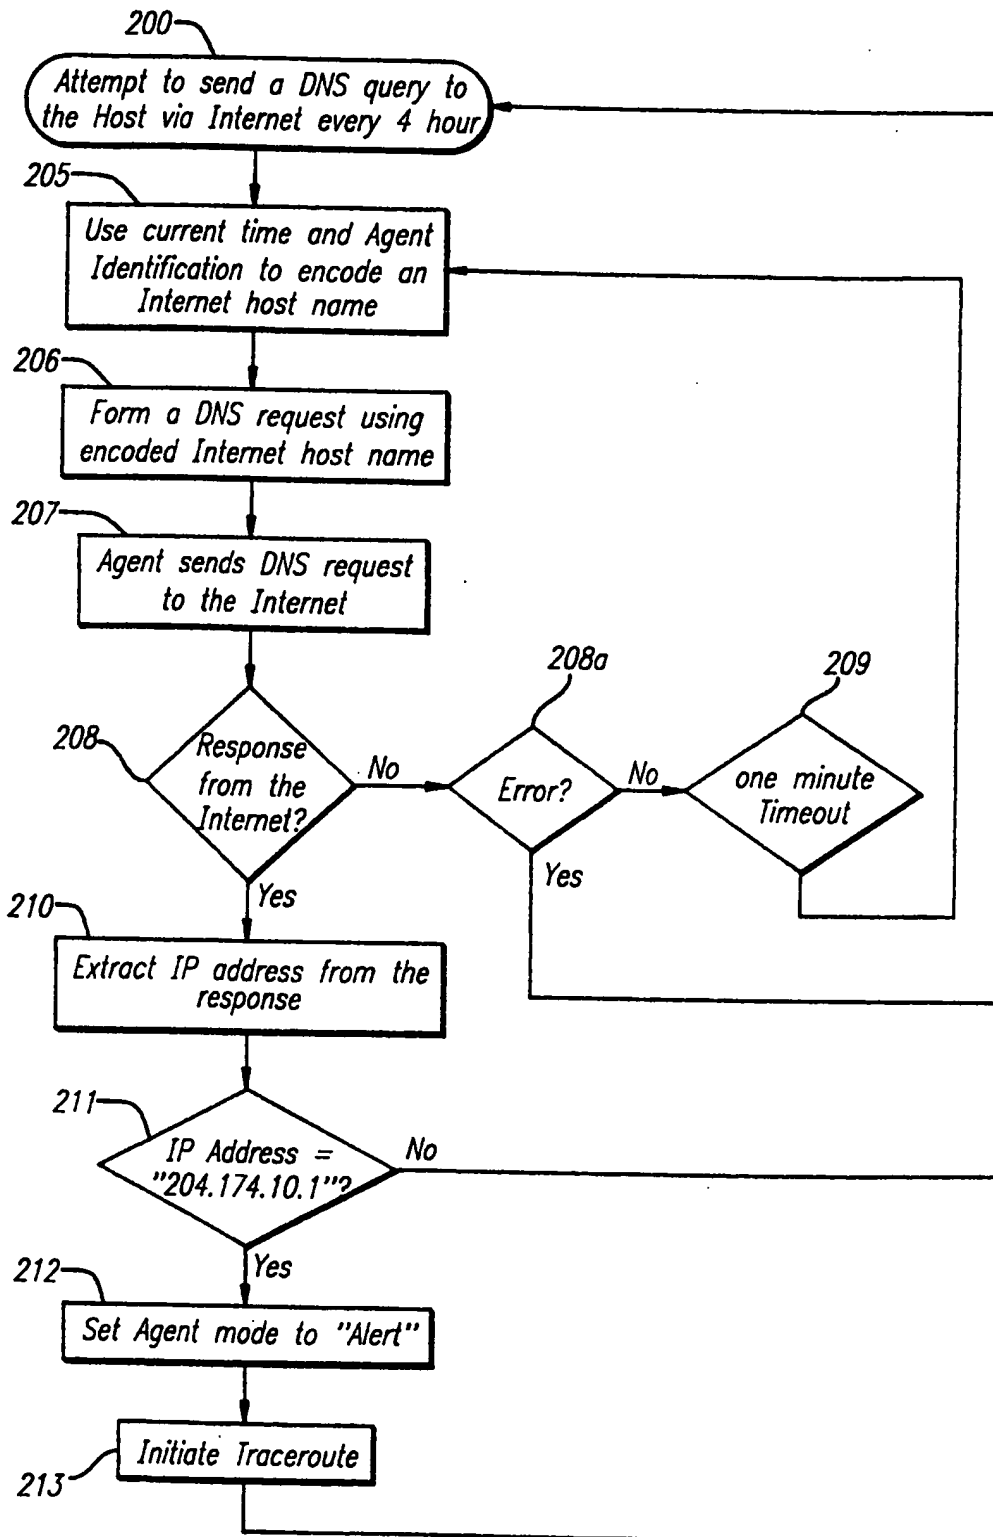 200
Attempt to send a DNS query to
the Host via Internet every 4 hour
205
Use current time and Agent
Identification to encode an
Internet host name
206
Form a DNS request using
encoded Internet host name
207
Agent sends DNS request
to the Internet
208
Response
from the
Internet?
No
Yes
208a
Error?
No
Yes
209
one minute
Timeout
210
Extract IP address from the
response
211
IP Address =
"204.174.10.1"?
No
Yes
212
Set Agent mode to "Alert"
213
Initiate Traceroute